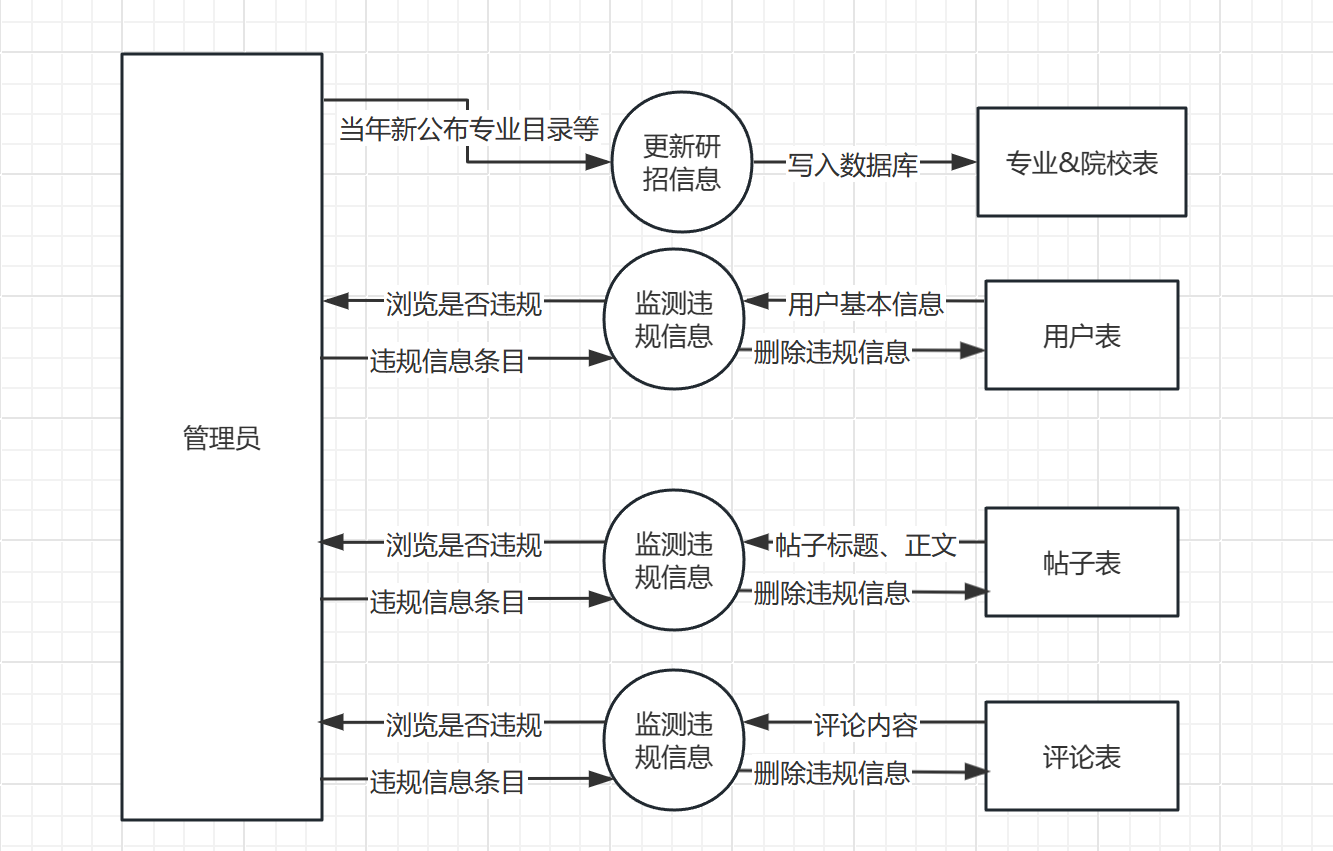 当年新公布专业目录等
更新研
招信息
写入数据库
专业&院校表
浏览是否违规
违规信息条目
监测违
规信息
用户基本信息
删除违规信息
用户表
管理员
浏览是否违规
违规信息条目
监测违
规信息
帖子标题、正文
删除违规信息
帖子表
浏览是否违规
违规信息条目
监测违
规信息
评论内容
删除违规信息
评论表